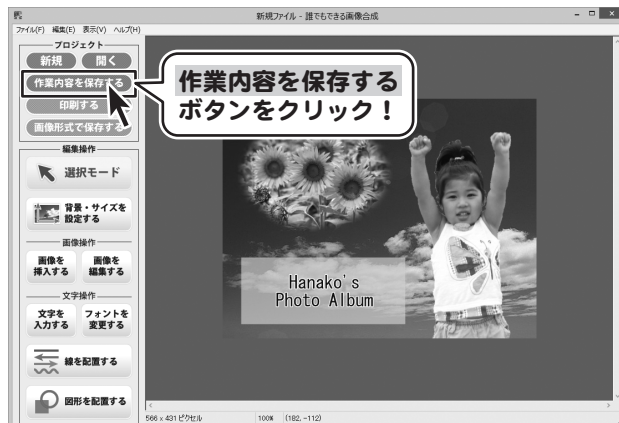 新規ファイル - 誰でもできる画像合成
ファイル(F) 編集(E) 表示(V) ヘルプ(H)
プロジェクト
新規 開く
作業内容を保存する
印刷する
画像形式で保存する
作業内容を保存する
ボタンをクリック！
編集操作
選択モード
背景・サイズを
設定する
画像操作
画像を
挿入する
画像を
編集する
文字操作
文字を
入力する
フォントを
変更する
線を配置する
図形を配置する
Hanako's
Photo Album
566 x 431 ピクセル 100% (182, -112)